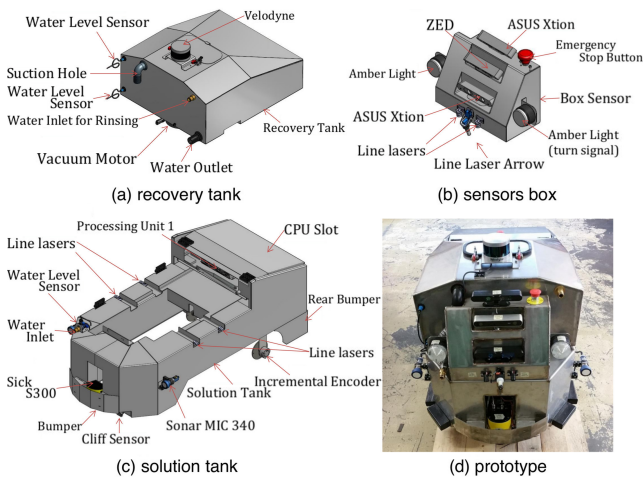 Water Level Sensor
Velodyne
Suction Hole
Water Level
Sensor
Water Inlet for Rinsing
Vacuum Motor
Water Outlet
Recovery Tank
(a) recovery tank
ZED
ASUS Xtion
Emergency
Stop Button
Amber Light
Box Sensor
ASUS Xtion
Line lasers
Amber Light
(turn signal)
Line Laser Arrow
(b) sensors box
Processing Unit 1
CPU Slot
Line lasers
Water Level
Sensor
Water
Inlet
Rear Bumper
Line lasers
Incremental Encoder
Solution Tank
Sick
S300
Bumper
Cliff Sensor
Sonar MIC 340
(c) solution tank
(d) prototype